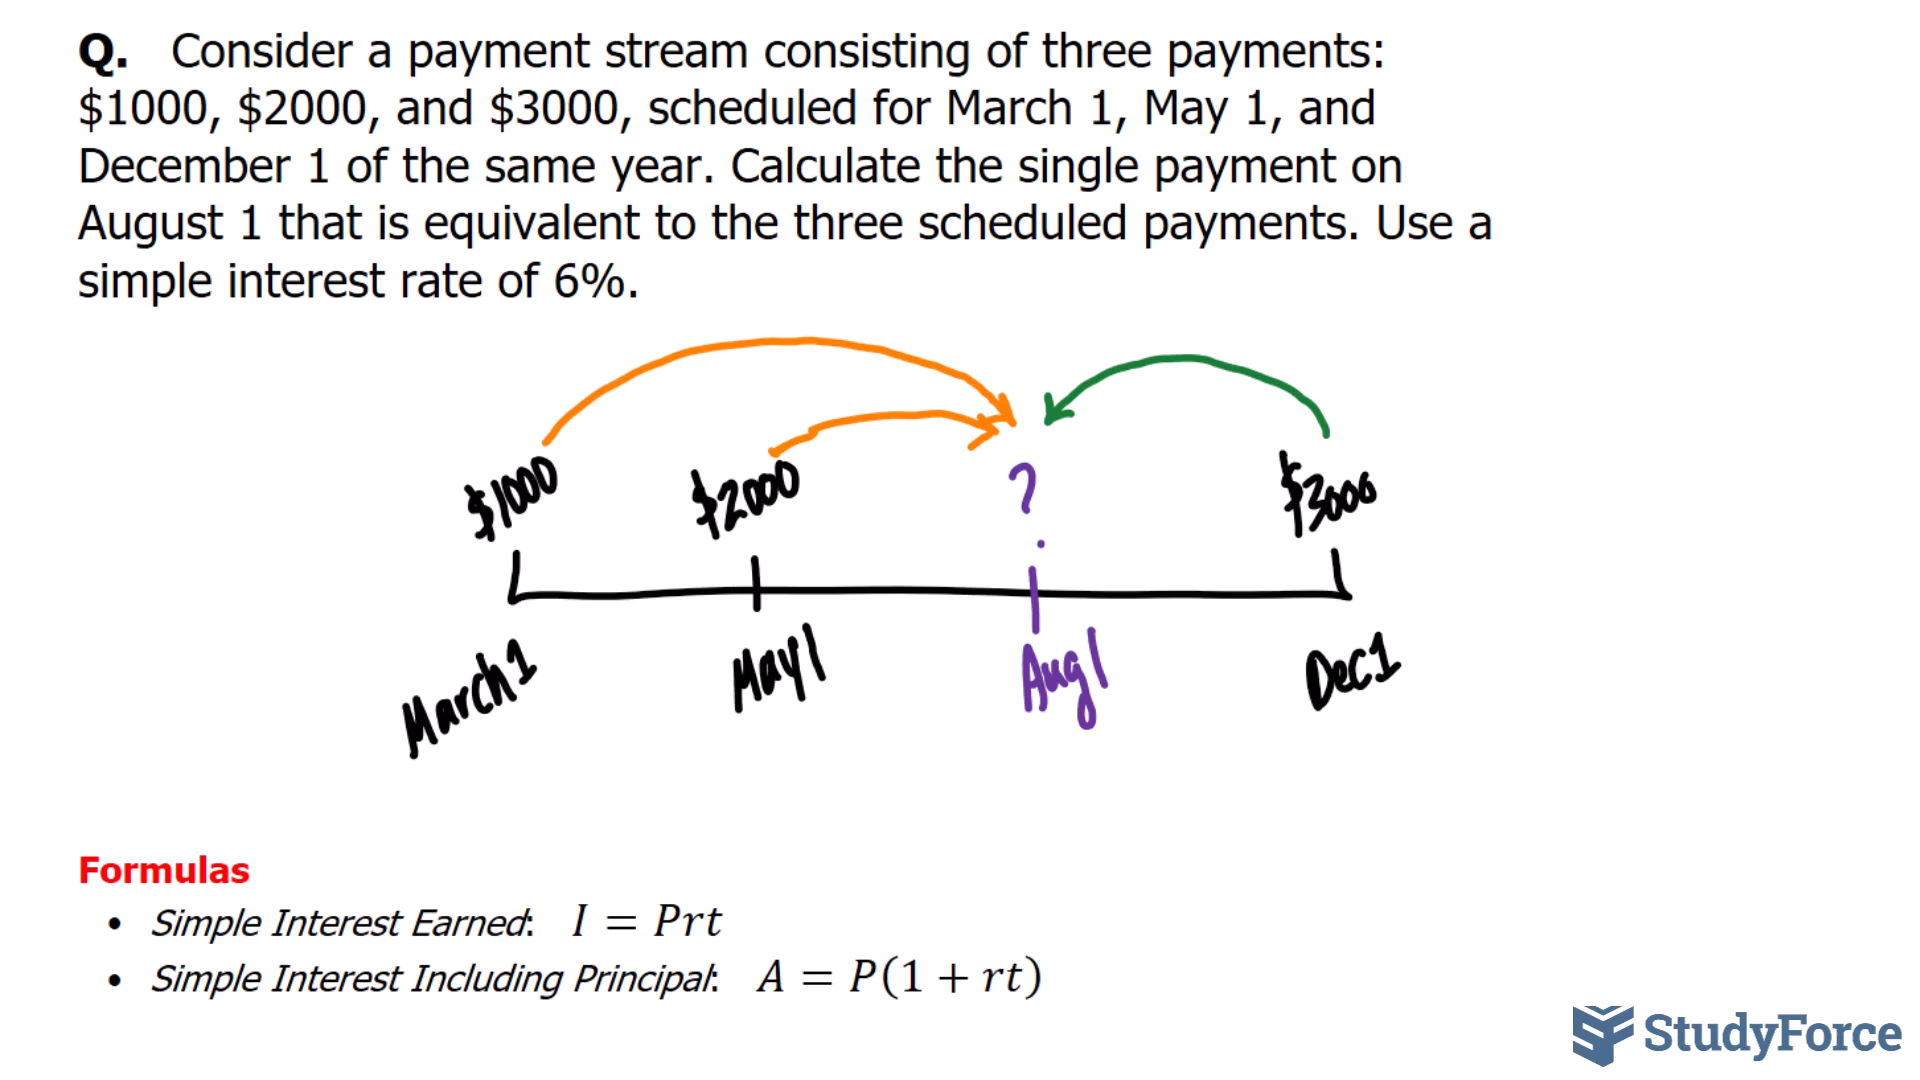 Q. Consider a payment stream consisting of three payments:
$1000, $2000, and $3000, scheduled for March 1, May 1, and
December 1 of the same year. Calculate the single payment on
August 1 that is equivalent to the three scheduled payments. Use a
simple interest rate of 6%.
$1000 $2000 ? $3000
March 1 May 1 Aug 1 Dec 1
Formulas
• Simple Interest Earned: I = Prt
• Simple Interest Including Principal: A = P(1 + rt)
StudyForce